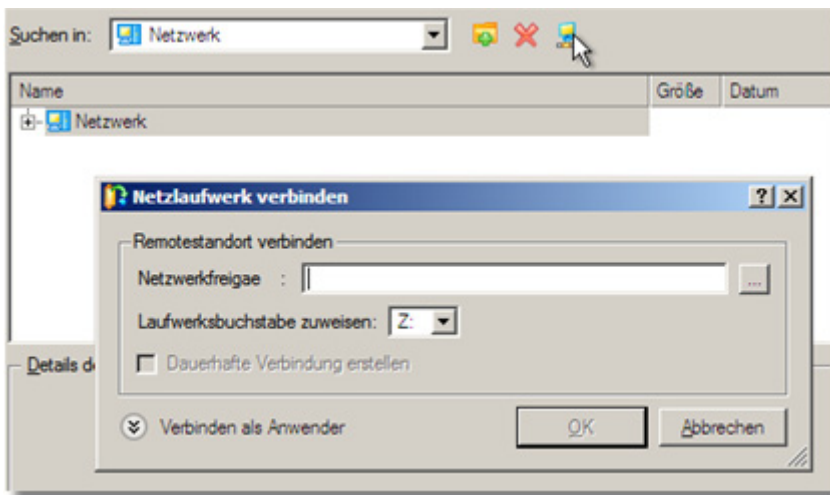 Suchen in: Netzwerk
Name Größe Datum
Netzwerk
Netzlaufwerk verbinden
Remotestandort verbinden
Netzwerkfreigae :
...
Laufwerksbuchstabe zuweisen: Z:
Details d
Dauerhafte Verbindung erstellen
Verbinden als Anwender
OK
Abbrechen